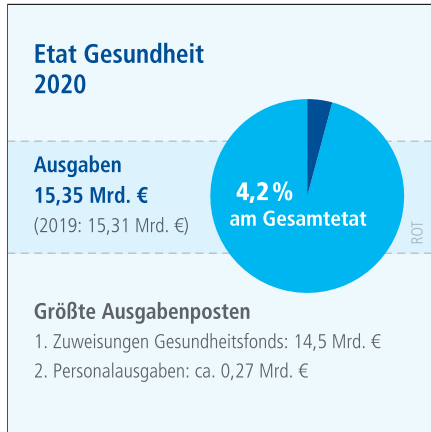 Etat Gesundheit
2020
Ausgaben
15,35 Mrd. €
(2019: 15,31 Mrd. €)
4,2 %
am Gesamtetat
ROT
Größte Ausgabenposten
1. Zuweisungen Gesundheitsfonds: 14,5 Mrd. €
2. Personalausgaben: ca. 0,27 Mrd. €